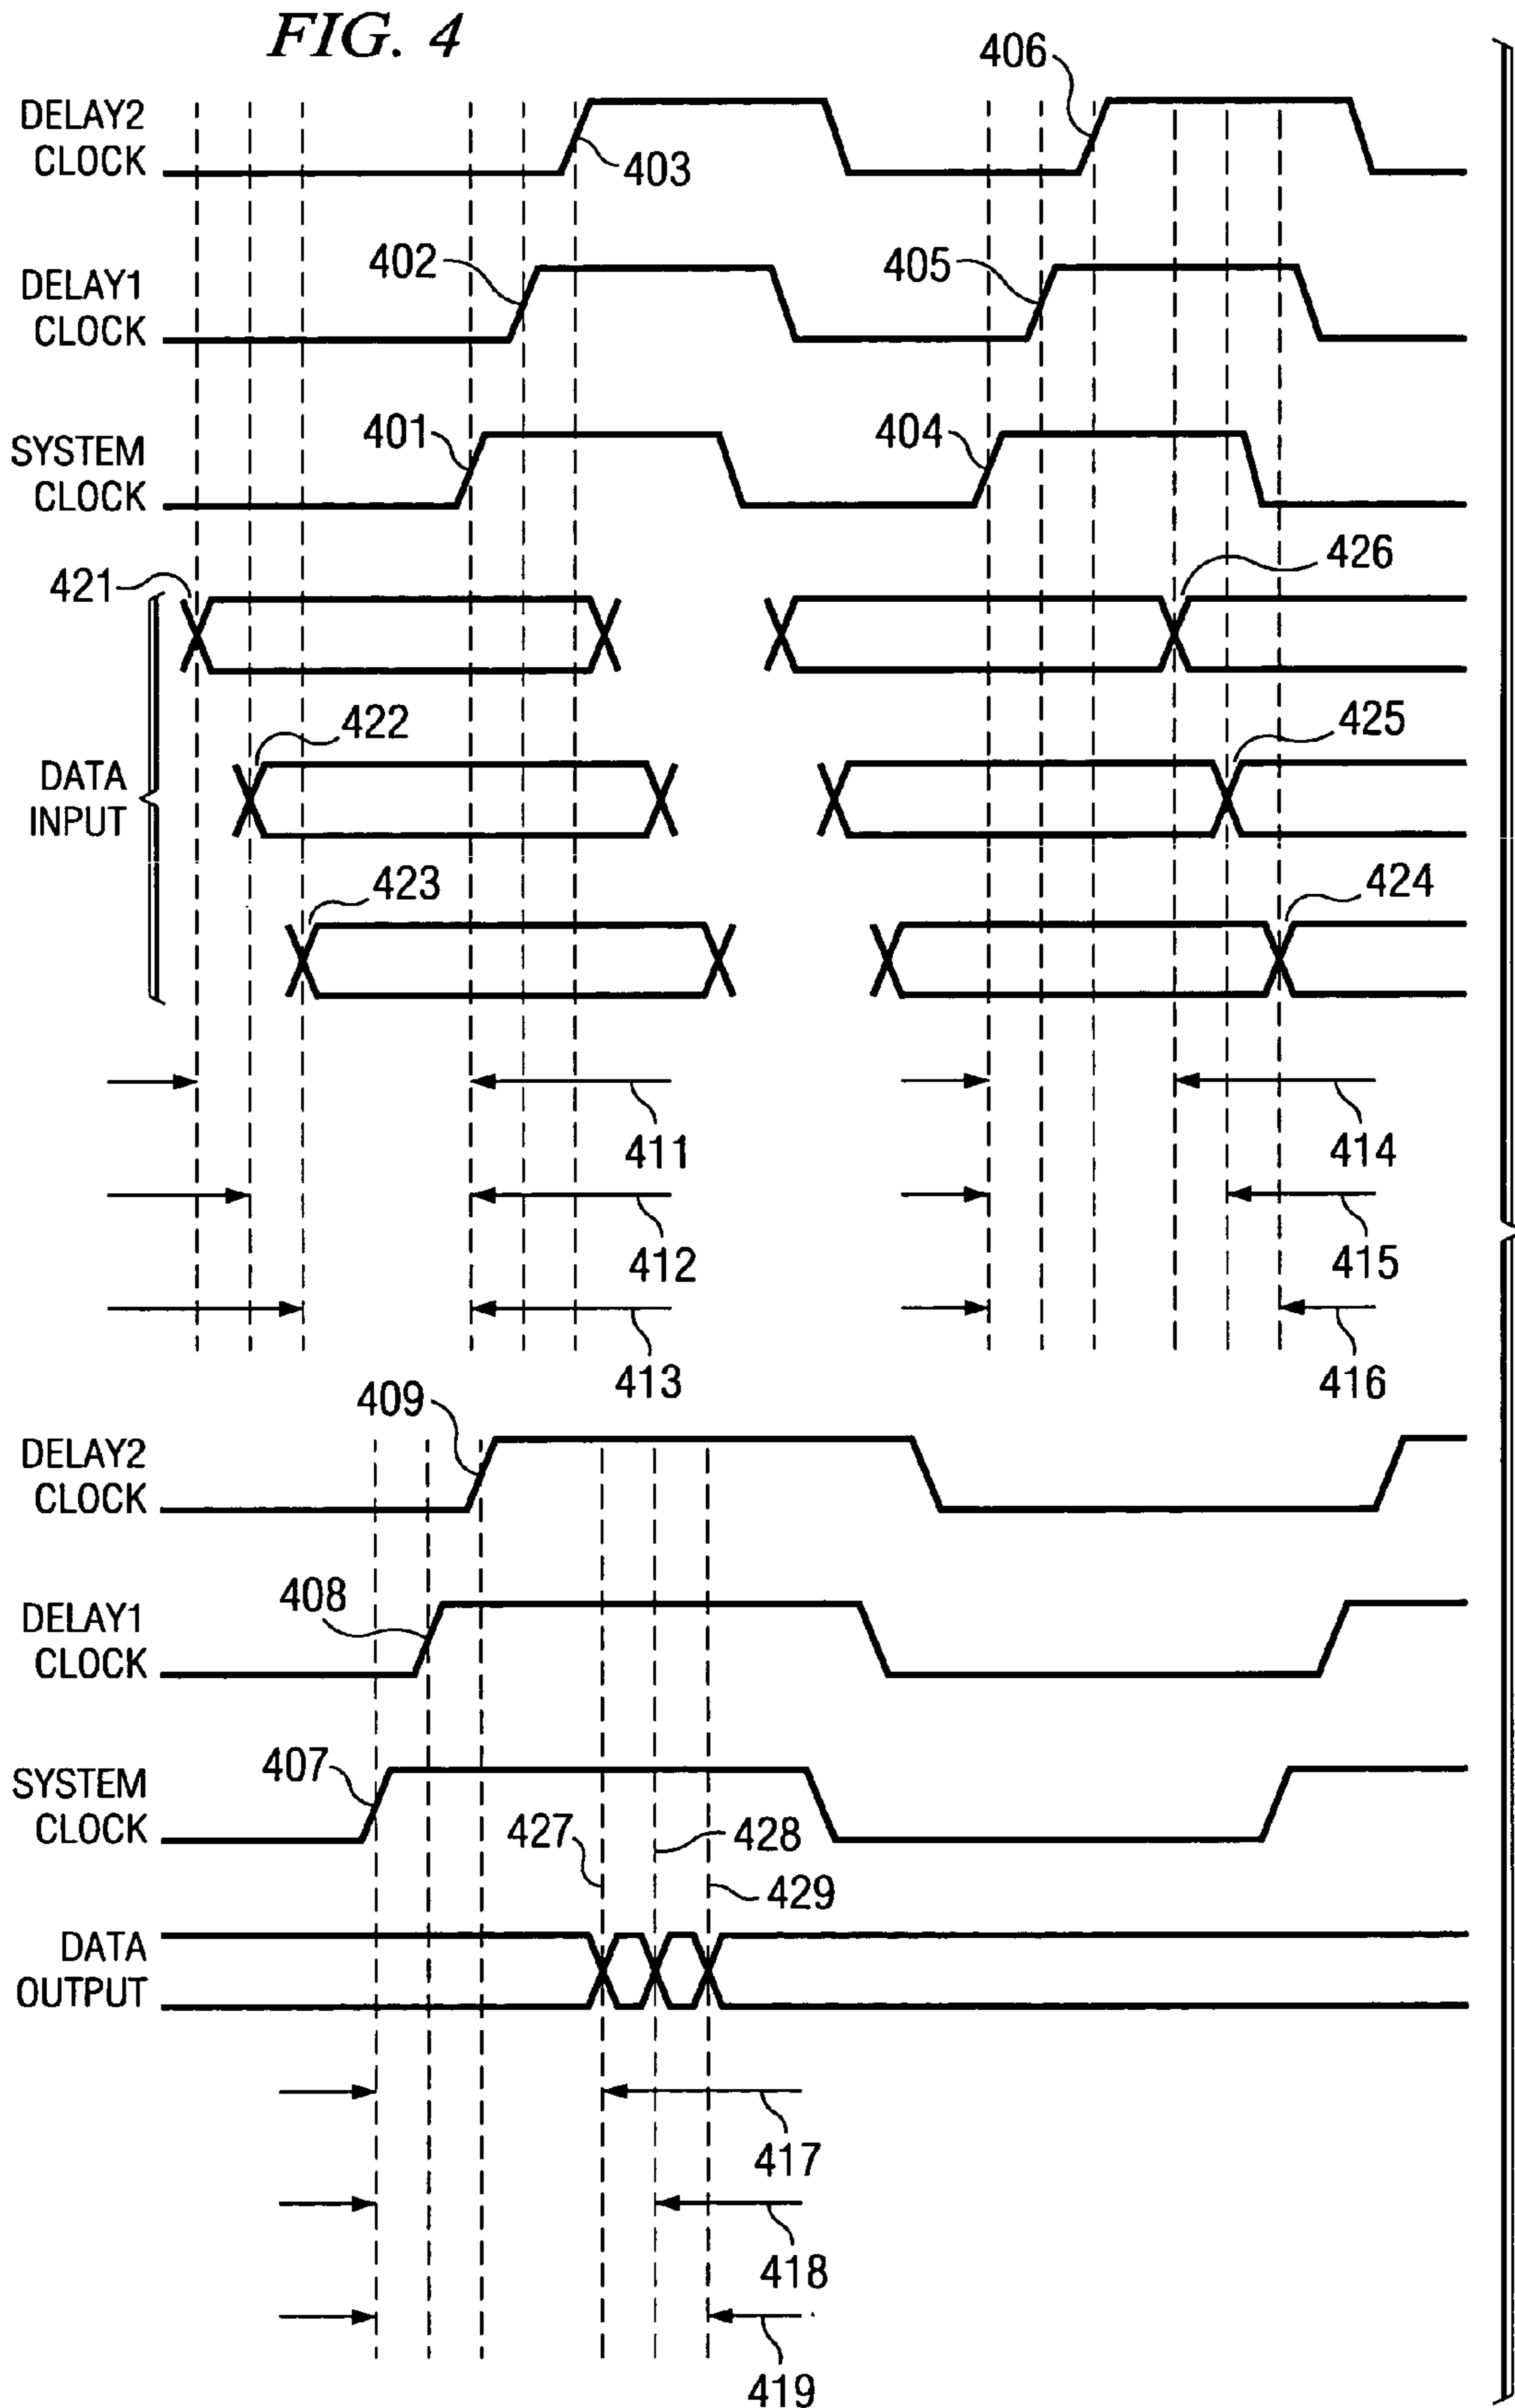 FIG. 4
406
DELAY2
CLOCK
403
402
405
DELAY1
CLOCK
401
404
SYSTEM
CLOCK
421
426
422
425
DATA
INPUT
423
424
411
414
412
415
413
416
409
DELAY2
CLOCK
408
DELAY1
CLOCK
407
SYSTEM
CLOCK
427
428
429
DATA
OUTPUT
417
418
419